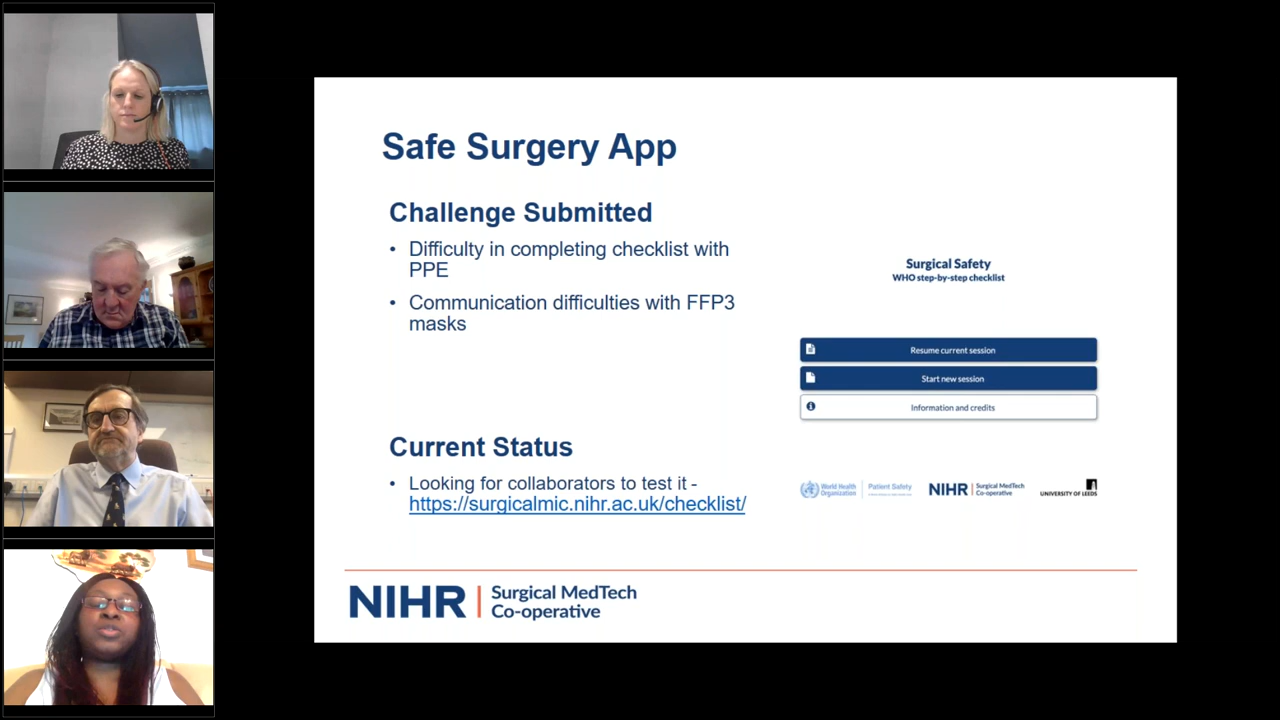 Safe Surgery App
Challenge Submitted
• Difficulty in completing checklist with
PPE
• Communication difficulties with FFP3
masks
Surgical Safety
WHO step-by-step checklist
Resume current session
Start new session
Information and credits
Current Status
• Looking for collaborators to test it -
https://surgicalmic.nihr.ac.uk/checklist/
World Health
Organization
Patient Safety
NIHR
Surgical MedTech
Co-operative
UNIVERSITY OF LEEDS
NIHR
Surgical MedTech
Co-operative